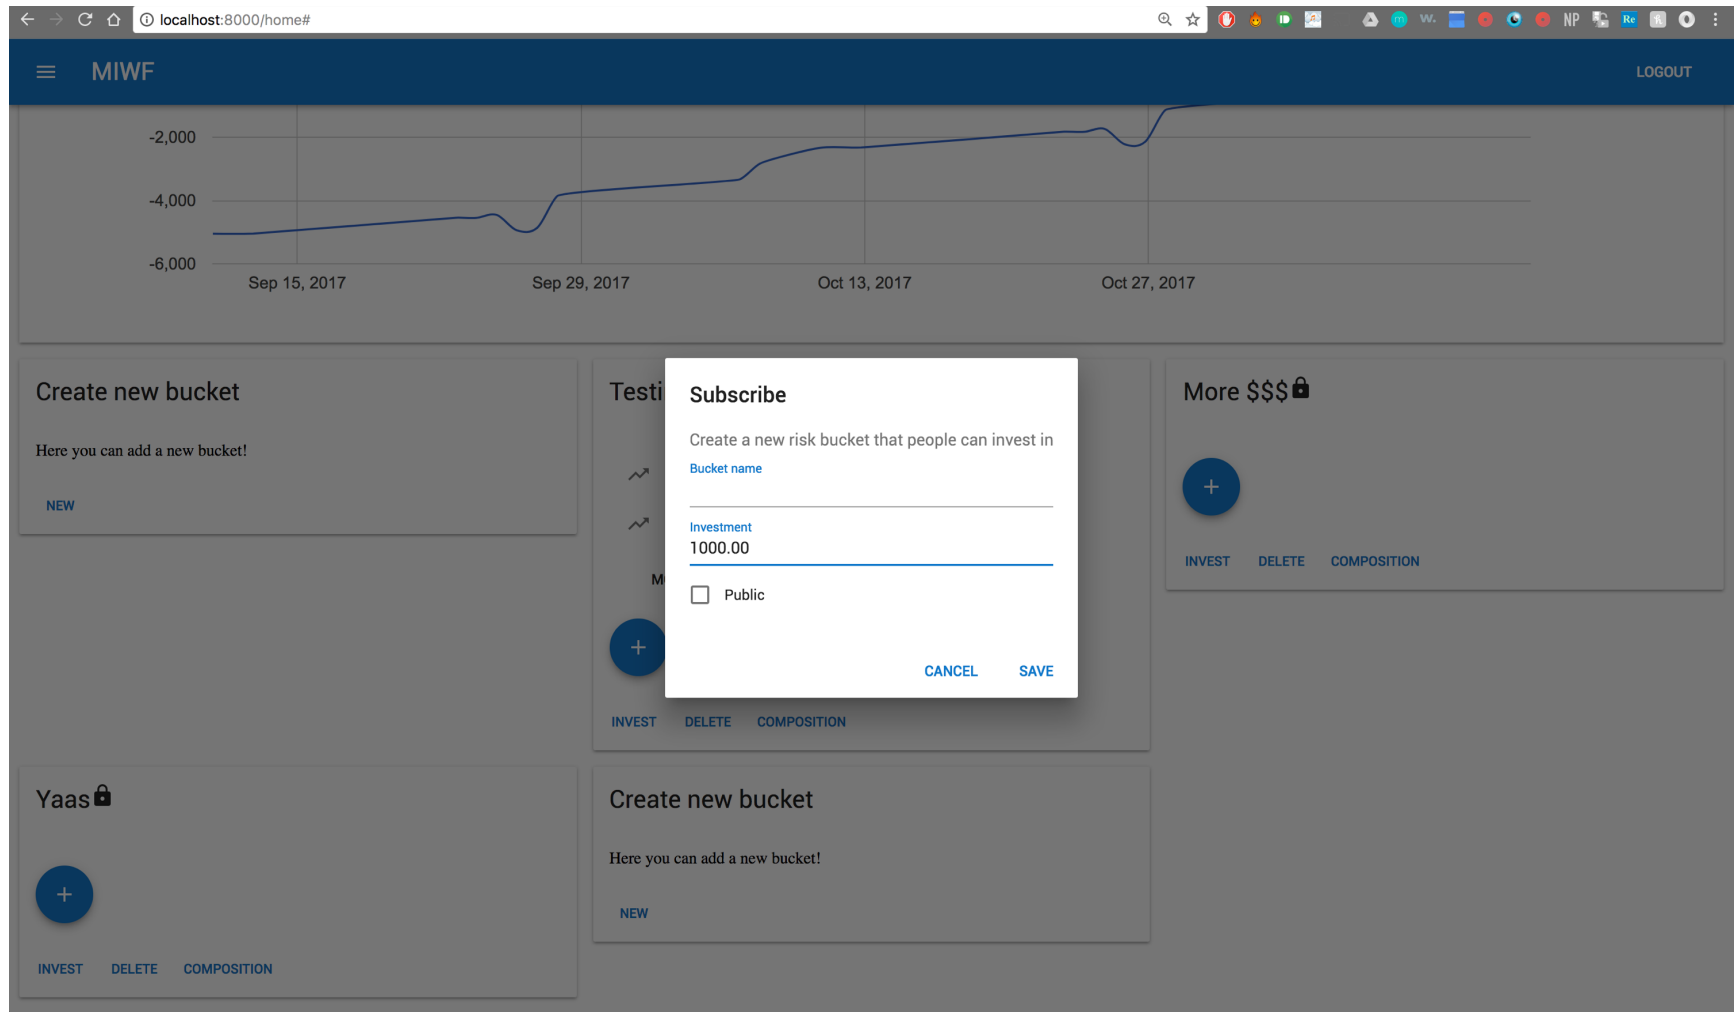 localhost:8000/home#
NP
Re
MIWF
LOGOUT
-2,000
-4,000
-6,000
Sep 15, 2017
Sep 29, 2017
Oct 13, 2017
Oct 27, 2017
Create new bucket
Here you can add a new bucket!
NEW
Testi
M
INVEST DELETE COMPOSITION
Subscribe
Create a new risk bucket that people can invest in
Bucket name
Investment
1000.00
Public
CANCEL SAVE
More $$$
INVEST DELETE COMPOSITION
Yaas
INVEST DELETE COMPOSITION
Create new bucket
Here you can add a new bucket!
NEW